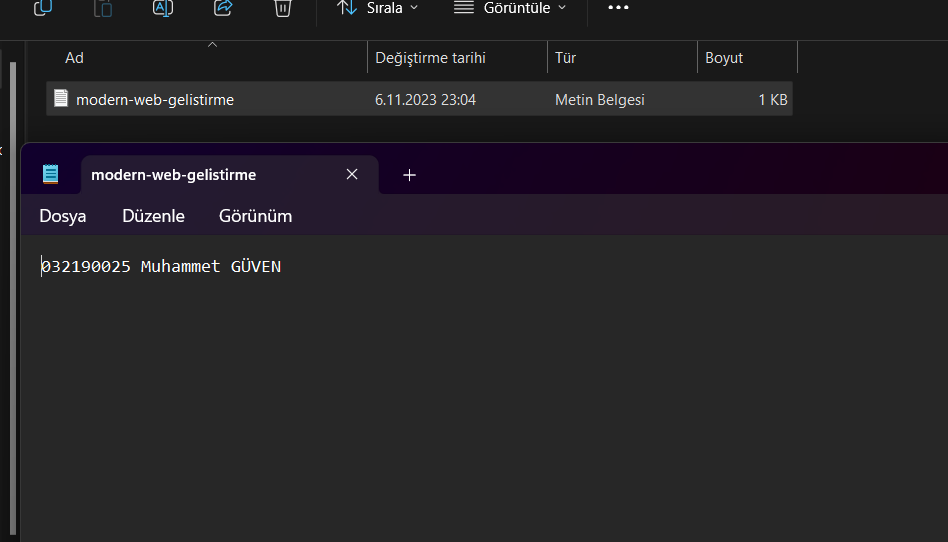 Sırala
Görüntüle
Ad
Değiştirme tarihi
Tür
Boyut
modern-web-gelistirme
6.11.2023 23:04
Metin Belgesi
1 KB
modern-web-gelistirme
Dosya
Düzenle
Görünüm
032190025 Muhammet GÜVEN